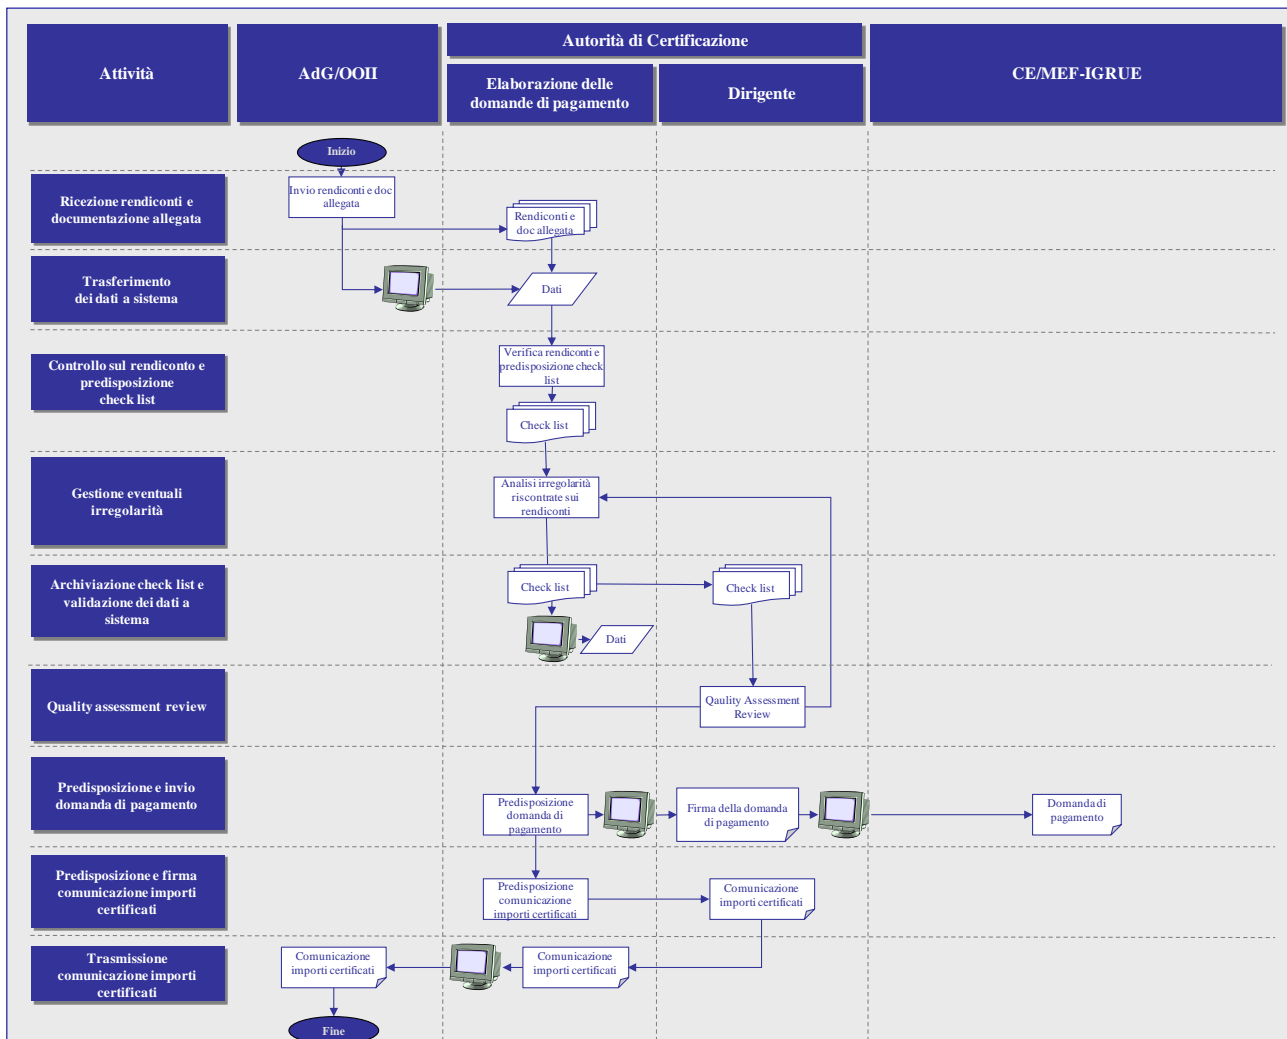 Attività
AdG/OOII
Autorità di Certificazione
Elaborazione delle
domande di pagamento
Dirigente
CE/MEF-IGRUE
Inizio
Ricezione rendiconti e
documentazione allegata
Invio rendiconti e doc
allegata
Rendiconti e
doc allegata
Trasferimento
dei dati a sistema
Dati
Controllo sul rendiconto e
predisposizione
check list
Verifica rendiconti e
predisposizione check
list
Check list
Gestione eventuali
irregolarità
Analisi irregolarità
riscontrate sui
rendiconti
Archiviazione check list e
validazione dei dati a
sistema
Check list
Check list
Dati
Quality assessment review
Qaulity Assessment
Review
Predisposizione e invio
domanda di pagamento
Predisposizione
domanda di
pagamento
Firma della domanda
di pagamento
Domanda di
pagamento
Predisposizione e firma
comunicazione importi
certificati
Predisposizione
comunicazione
importi certificati
Comunicazione
importi certificati
Trasmissione
comunicazione importi
certificati
Comunicazione
importi certificati
Comunicazione
importi certificati
Fine